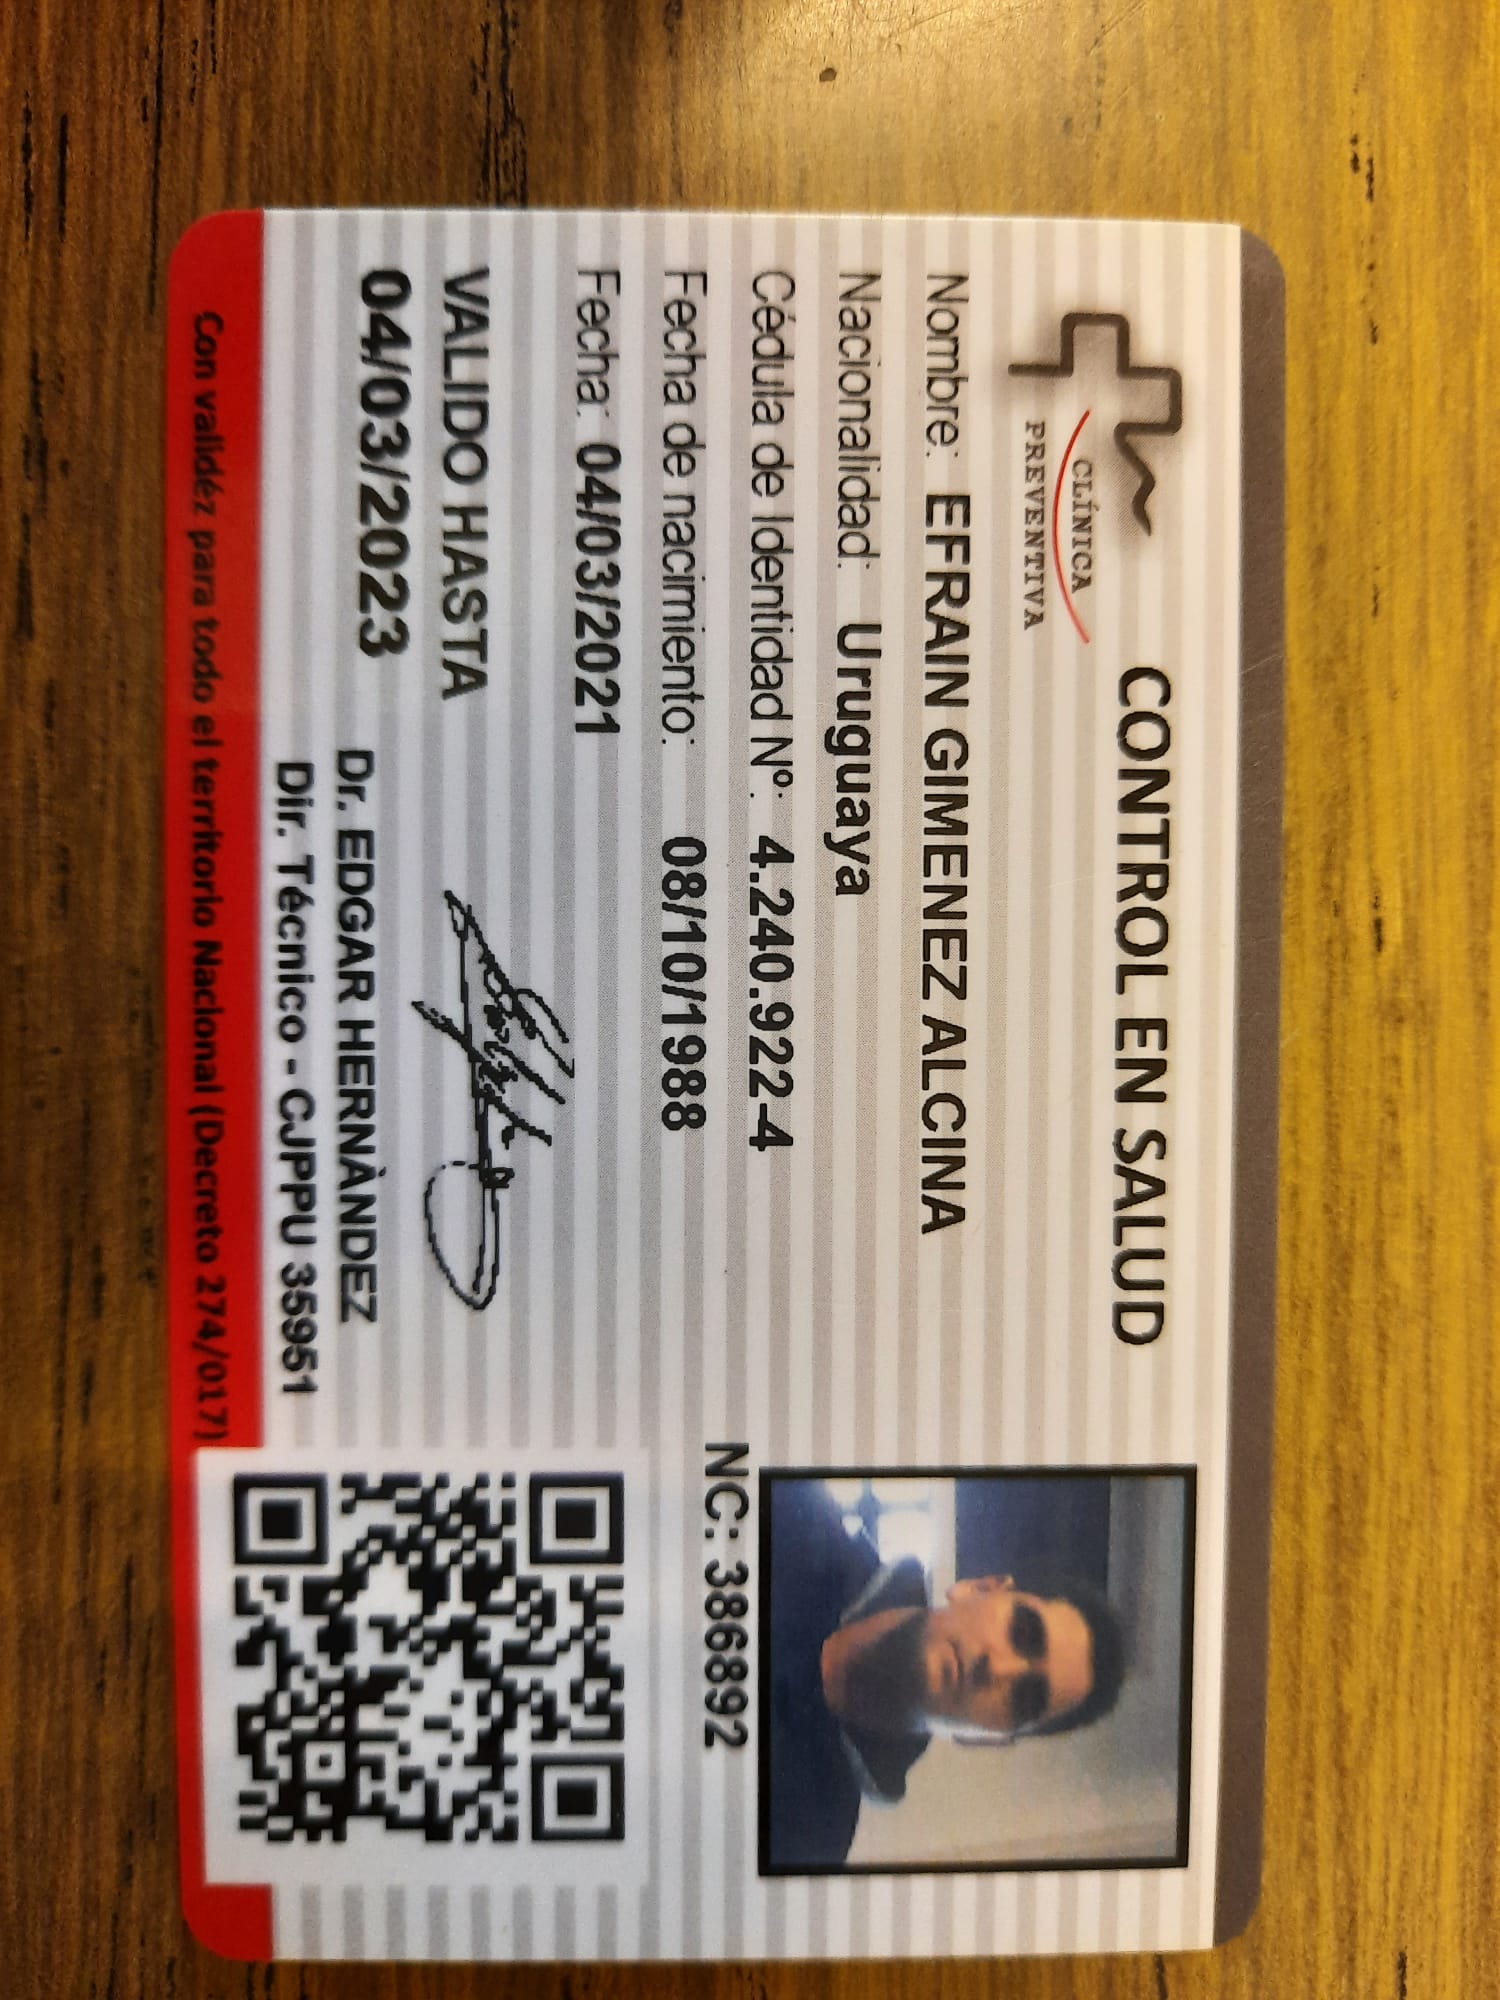 CONTROL EN SALUD
CLÍNICA
PREVENTIVA
Nombre: EFRAIN GIMENEZ ALCINA
Nacionalidad: Uruguaya
Cédula de Identidad Nº: 4.240.922-4
NC: 386892
Fecha de nacimiento: 08/10/1988
Fecha: 04/03/2021
VALIDO HASTA
04/03/2023
Dr. EDGAR HERNÀNDEZ
Dir. Técnico - CJPPU 35951
Con validéz para todo el territorio Nacional (Decreto 274/017)